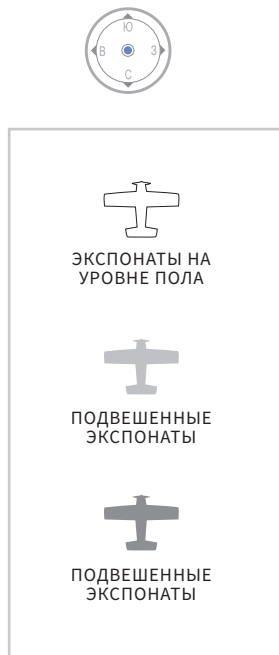 Ю
В З
С
ЭКСПОНАТЫ НА
УРОВНЕ ПОЛА
ПОДВЕШЕННЫЕ
ЭКСПОНАТЫ
ПОДВЕШЕННЫЕ
ЭКСПОНАТЫ